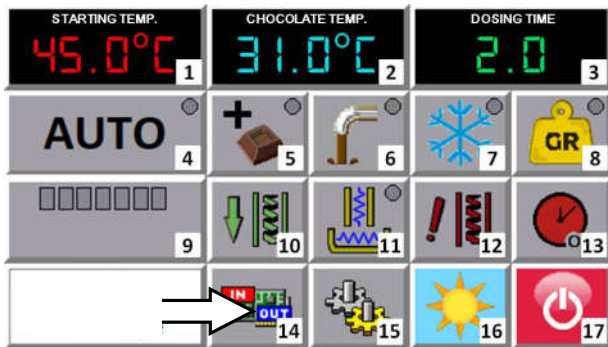 STARTING TEMP.
CHOCOLATE TEMP.
DOSING TIME
45.0°C
1
31.0°C
2
2.0
3
AUTO
4
+
5
6
7
GR
8
9
10
11
!
12
13
IN
OUT
14
15
16
17